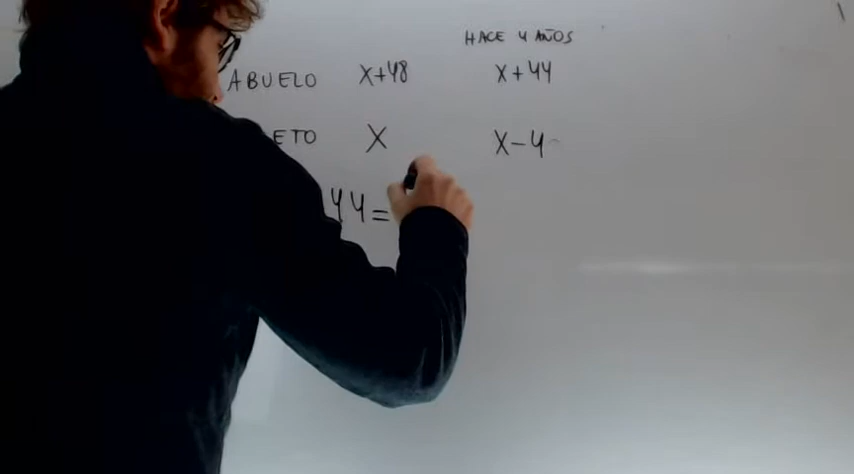 HACE 4 AÑOS
ABUELO X+48 X+44
ETO X X-4
44=